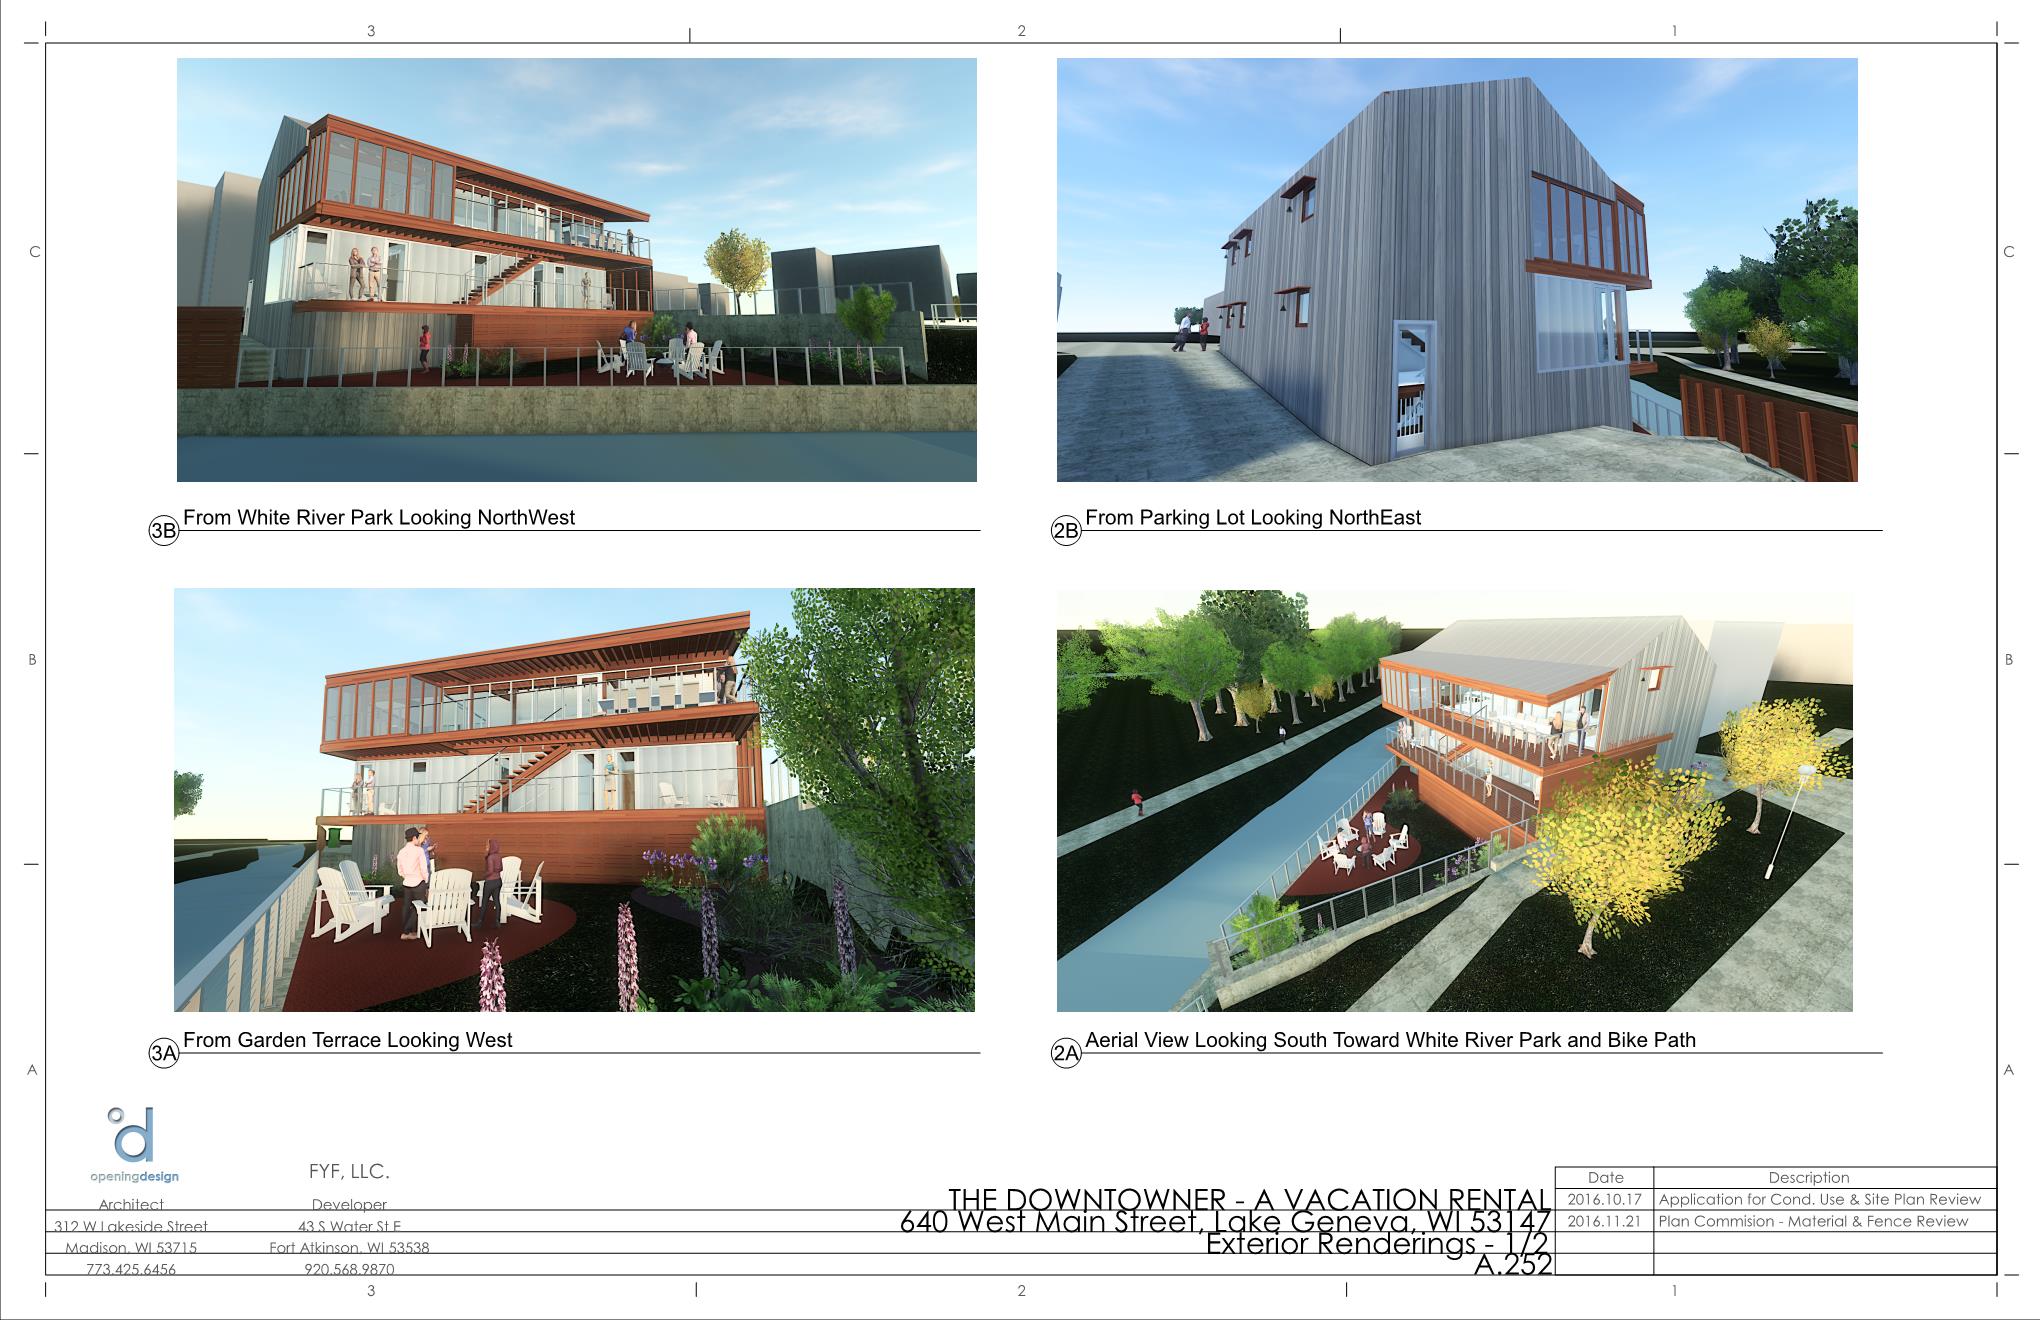 3 2 1
C C
3B From White River Park Looking NorthWest
2B From Parking Lot Looking NorthEast
B B
3A From Garden Terrace Looking West
2A Aerial View Looking South Toward White River Park and Bike Path
A A
openingdesign
Architect
312 W Lakeside Street
Madison, WI 53715
773.425.6456
FYF, LLC.
Developer
43 S Water St E
Fort Atkinson, WI 53538
920.568.9870
THE DOWNTOWNER - A VACATION RENTAL
640 West Main Street, Lake Geneva, WI 53147
Exterior Renderings - 1/2
A.252
Date Description
2016.10.17 Application for Cond. Use & Site Plan Review
2016.11.21 Plan Commision - Material & Fence Review
3 2 1